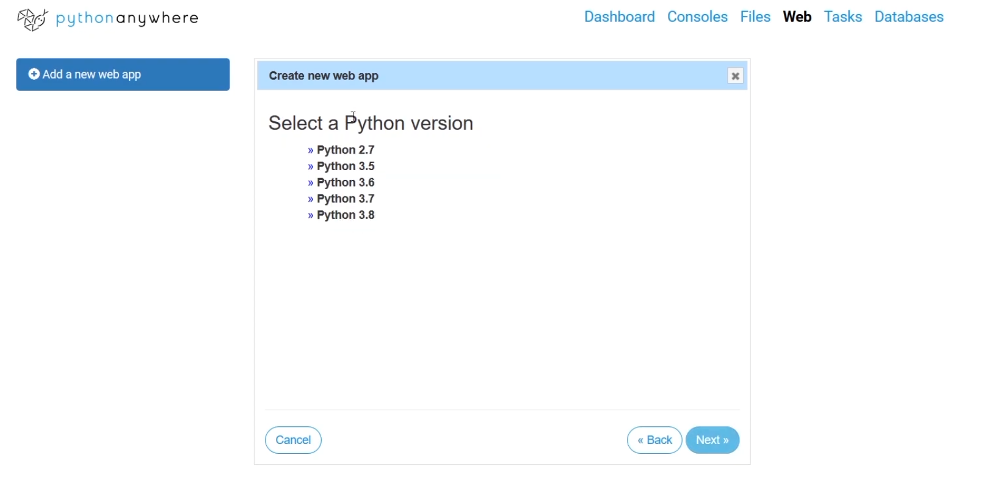 pythonanywhere
Dashboard Consoles Files Web Tasks Databases
Add a new web app
Create new web app
Select a Python version
» Python 2.7
» Python 3.5
» Python 3.6
» Python 3.7
» Python 3.8
Cancel
« Back Next »